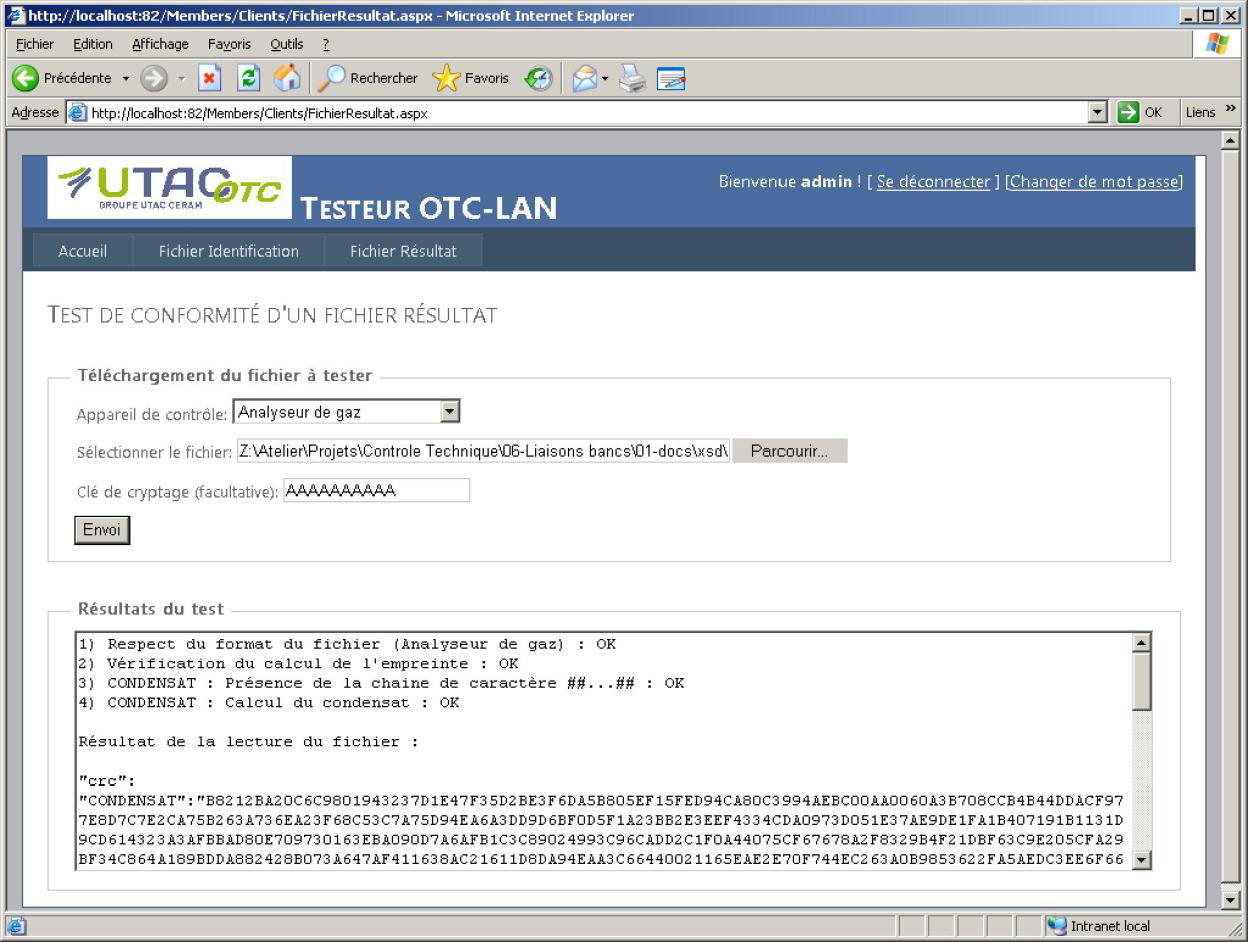 http://localhost:82/Members/Clients/FichierResultat.aspx - Microsoft Internet Explorer
Fichier Edition Affichage Favoris Outils ?
Précédente Rechercher Favoris
Adresse http://localhost:82/Members/Clients/FichierResultat.aspx OK Liens »
UTAC OTC
GROUPE UTAC CERAM
TESTEUR OTC-LAN
Bienvenue admin ! [ Se déconnecter ] [Changer de mot passe]
Accueil Fichier Identification Fichier Résultat
TEST DE CONFORMITÉ D'UN FICHIER RÉSULTAT
Téléchargement du fichier à tester
Appareil de contrôle: Analyseur de gaz
Sélectionner le fichier: Z:\Atelier\Projets\Controle Technique\06-Liaisons bancs\01-docs\xsd\ Parcourir...
Clé de cryptage (facultative): AAAAAAAAAA
Envoi
Résultats du test
1) Respect du format du fichier (Analyseur de gaz) : OK
2) Vérification du calcul de l'empreinte : OK
3) CONDENSAT : Présence de la chaine de caractère ##...## : OK
4) CONDENSAT : Calcul du condensat : OK
Résultat de la lecture du fichier :
"crc":
"CONDENSAT":"B8212BA20C6C9801943237D1E47F35D2BE3F6DA5B805EF15FED94CA80C3994AEBC00AA0060A3B708CCB4B44DDACF97
7E8D7C7E2CA75B263A736EA23F68C53C7A75D94EA6A3DD9D6BF0D5F1A23BB2E3EEF4334CDA0973D051E37AE9DE1FA1B407191B1131D
9CD614323A3AFBBAD80E709730163EBA090D7A6AFB1C3C89024993C96CADD2C1F0A44075CF67678A2F8329B4F21DBF63C9E205CFA29
BF34C864A189BDDA882428B073A647AF411638AC21611D8DA94EAA3C66440021165EAE2E70F744EC263A0B9853622FA5AEDC3EE6F66
Intranet local